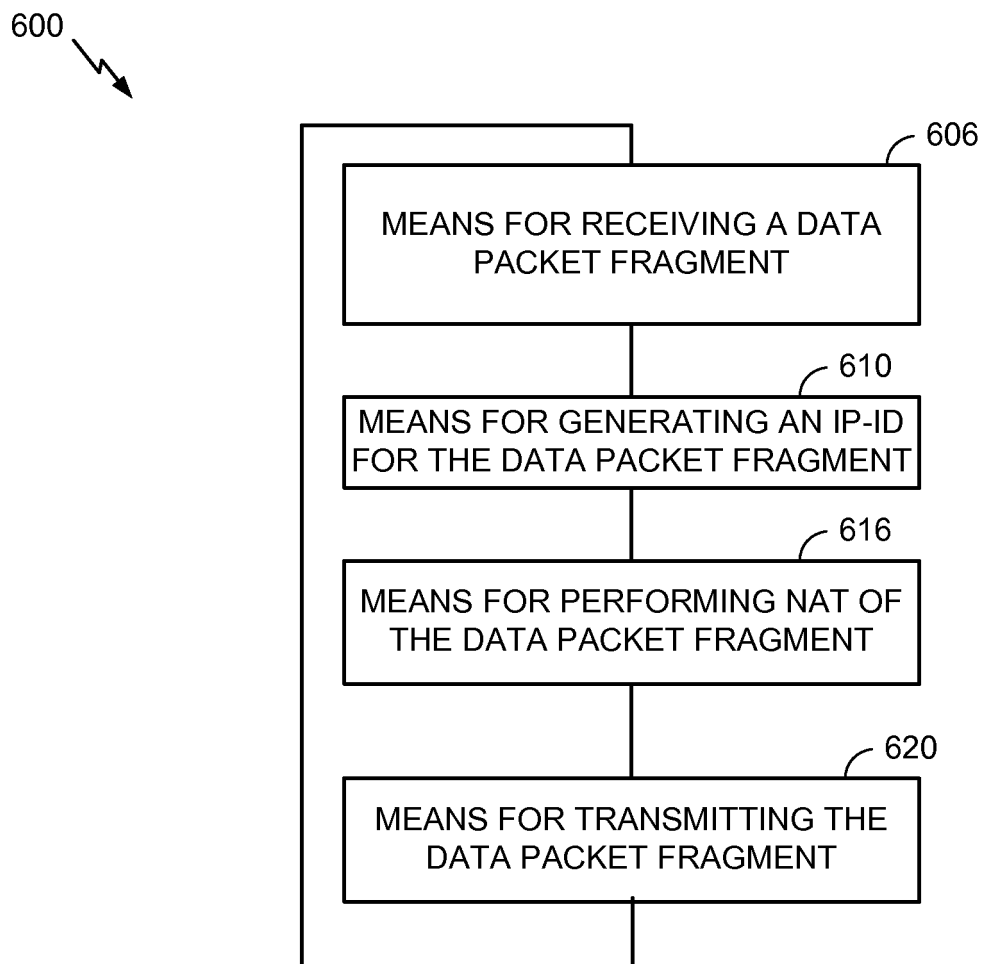 600
606
MEANS FOR RECEIVING A DATA
PACKET FRAGMENT
610
MEANS FOR GENERATING AN IP-ID
FOR THE DATA PACKET FRAGMENT
616
MEANS FOR PERFORMING NAT OF
THE DATA PACKET FRAGMENT
620
MEANS FOR TRANSMITTING THE
DATA PACKET FRAGMENT